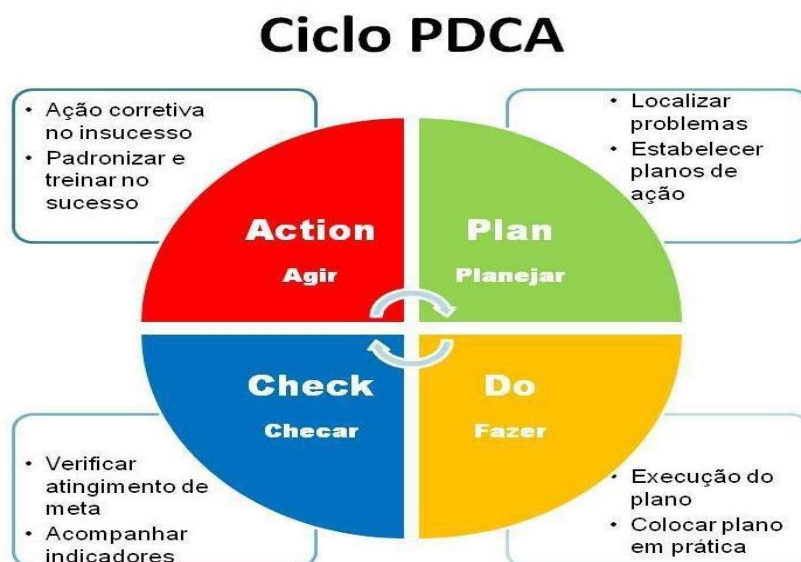 Ciclo PDCA
• Ação corretiva
no insucesso
• Padronizar e
treinar no
sucesso
• Localizar
problemas
• Estabelecer
planos de
ação
Action
Agir
Plan
Planejar
Check
Checar
Do
Fazer
• Verificar
atingimento de
meta
• Acompanhar
indicadores
• Execução do
plano
• Colocar plano
em prática